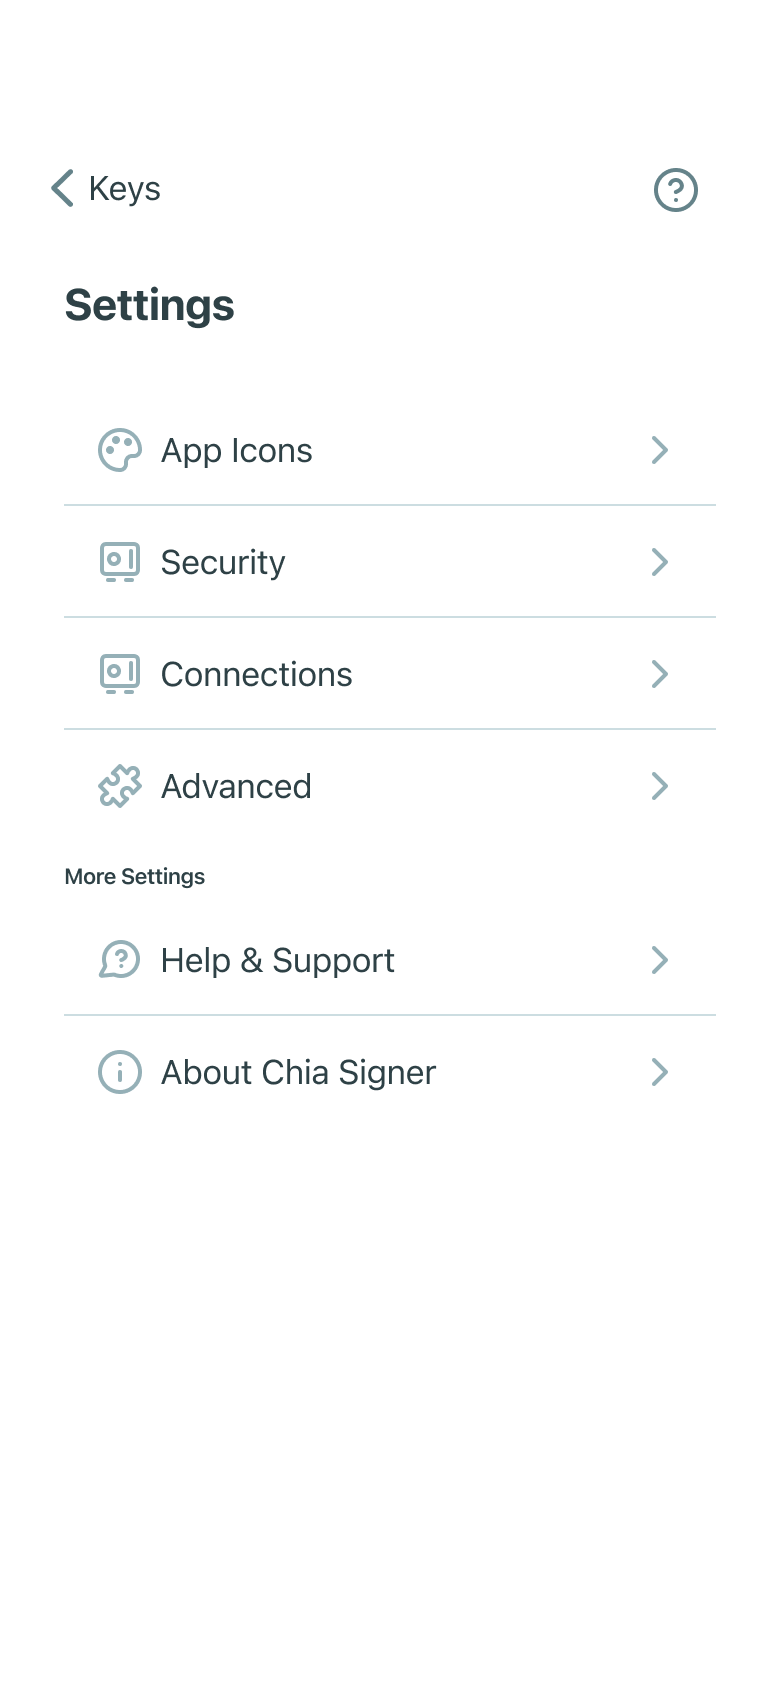 Keys
Settings
App Icons
Security
Connections
Advanced
More Settings
Help & Support
About Chia Signer